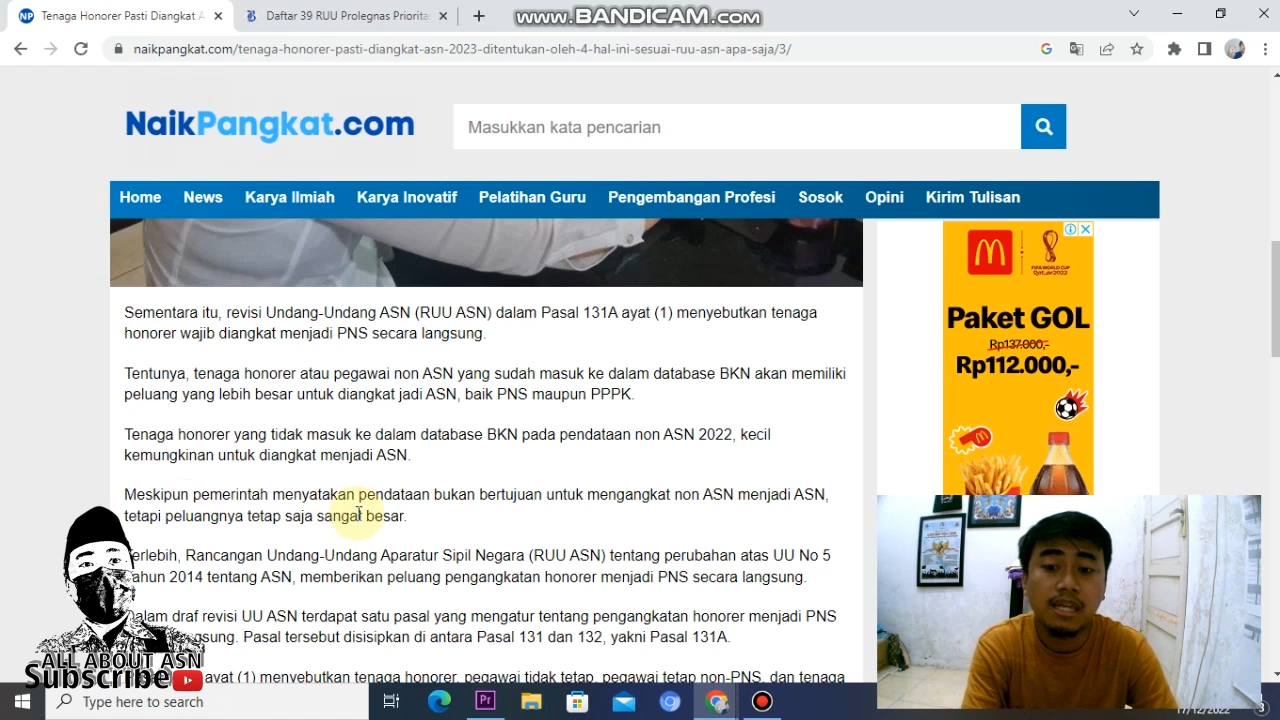 Tenaga Honorer Pasti Diangkat A
Daftar 39 RUU Prolegnas Priorita
www.BANDICAM.com
naikpangkat.com/tenaga-honorer-pasti-diangkat-asn-2023-ditentukan-oleh-4-hal-ini-sesuai-ruu-asn-apa-saja/3/
NaikPangkat.com
Masukkan kata pencarian
Home News Karya Ilmiah Karya Inovatif Pelatihan Guru Pengembangan Profesi Sosok Opini Kirim Tulisan
Sementara itu, revisi Undang-Undang ASN (RUU ASN) dalam Pasal 131A ayat (1) menyebutkan tenaga
honorer wajib diangkat menjadi PNS secara langsung.
Tentunya, tenaga honorer atau pegawai non ASN yang sudah masuk ke dalam database BKN akan memiliki
peluang yang lebih besar untuk diangkat jadi ASN, baik PNS maupun PPPK.
Tenaga honorer yang tidak masuk ke dalam database BKN pada pendataan non ASN 2022, kecil
kemungkinan untuk diangkat menjadi ASN.
Meskipun pemerintah menyatakan pendataan bukan bertujuan untuk mengangkat non ASN menjadi ASN,
tetapi peluangnya tetap saja sangat besar.
Terlebih, Rancangan Undang-Undang Aparatur Sipil Negara (RUU ASN) tentang perubahan atas UU No 5
Tahun 2014 tentang ASN, memberikan peluang pengangkatan honorer menjadi PNS secara langsung.
Dalam draf revisi UU ASN terdapat satu pasal yang mengatur tentang pengangkatan honorer menjadi PNS
Pasal tersebut disisipkan di antara Pasal 131 dan 132, yakni Pasal 131A.
ayat (1) menyebutkan tenaga honorer, pegawai tidak tetap, pegawai tetap non-PNS, dan tenaga
FIFA WORLD CUP
Qatar2022
Paket GOL
Rp137.000,-
Rp112.000,-
ALL ABOUT ASN
Subscribe
Type here to search
17/12/2022
3